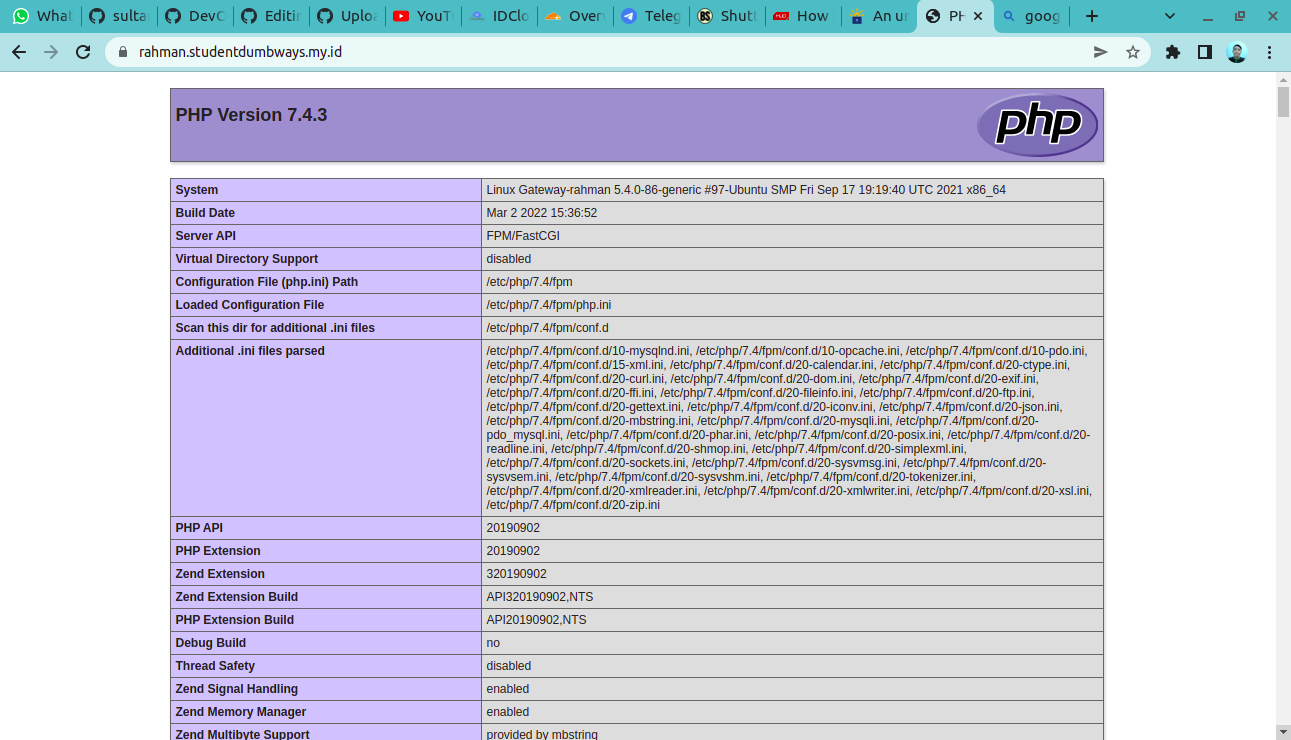 What
sulta
DevC
Editin
Uploa
YouT
IDClo
Over
Teleg
BS Shutt
How
An ur
PH
goog
rahman.studentdumbways.my.id
PHP Version 7.4.3
php
System Linux Gateway-rahman 5.4.0-86-generic #97-Ubuntu SMP Fri Sep 17 19:19:40 UTC 2021 x86_64
Build Date Mar 2 2022 15:36:52
Server API FPM/FastCGI
Virtual Directory Support disabled
Configuration File (php.ini) Path /etc/php/7.4/fpm
Loaded Configuration File /etc/php/7.4/fpm/php.ini
Scan this dir for additional .ini files /etc/php/7.4/fpm/conf.d
Additional .ini files parsed /etc/php/7.4/fpm/conf.d/10-mysqlnd.ini, /etc/php/7.4/fpm/conf.d/10-opcache.ini, /etc/php/7.4/fpm/conf.d/10-pdo.ini,
/etc/php/7.4/fpm/conf.d/15-xml.ini, /etc/php/7.4/fpm/conf.d/20-calendar.ini, /etc/php/7.4/fpm/conf.d/20-ctype.ini,
/etc/php/7.4/fpm/conf.d/20-curl.ini, /etc/php/7.4/fpm/conf.d/20-dom.ini, /etc/php/7.4/fpm/conf.d/20-exif.ini,
/etc/php/7.4/fpm/conf.d/20-ffi.ini, /etc/php/7.4/fpm/conf.d/20-fileinfo.ini, /etc/php/7.4/fpm/conf.d/20-ftp.ini,
/etc/php/7.4/fpm/conf.d/20-gettext.ini, /etc/php/7.4/fpm/conf.d/20-iconv.ini, /etc/php/7.4/fpm/conf.d/20-json.ini,
/etc/php/7.4/fpm/conf.d/20-mbstring.ini, /etc/php/7.4/fpm/conf.d/20-mysqli.ini, /etc/php/7.4/fpm/conf.d/20-
pdo_mysql.ini, /etc/php/7.4/fpm/conf.d/20-phar.ini, /etc/php/7.4/fpm/conf.d/20-posix.ini, /etc/php/7.4/fpm/conf.d/20-
readline.ini, /etc/php/7.4/fpm/conf.d/20-shmop.ini, /etc/php/7.4/fpm/conf.d/20-simplexml.ini,
/etc/php/7.4/fpm/conf.d/20-sockets.ini, /etc/php/7.4/fpm/conf.d/20-sysvmsg.ini, /etc/php/7.4/fpm/conf.d/20-
sysvsem.ini, /etc/php/7.4/fpm/conf.d/20-sysvshm.ini, /etc/php/7.4/fpm/conf.d/20-tokenizer.ini,
/etc/php/7.4/fpm/conf.d/20-xmlreader.ini, /etc/php/7.4/fpm/conf.d/20-xmlwriter.ini, /etc/php/7.4/fpm/conf.d/20-xsl.ini,
/etc/php/7.4/fpm/conf.d/20-zip.ini
PHP API 20190902
PHP Extension 20190902
Zend Extension 320190902
Zend Extension Build API320190902,NTS
PHP Extension Build API20190902,NTS
Debug Build no
Thread Safety disabled
Zend Signal Handling enabled
Zend Memory Manager enabled
Zend Multibyte Support provided by mbstring